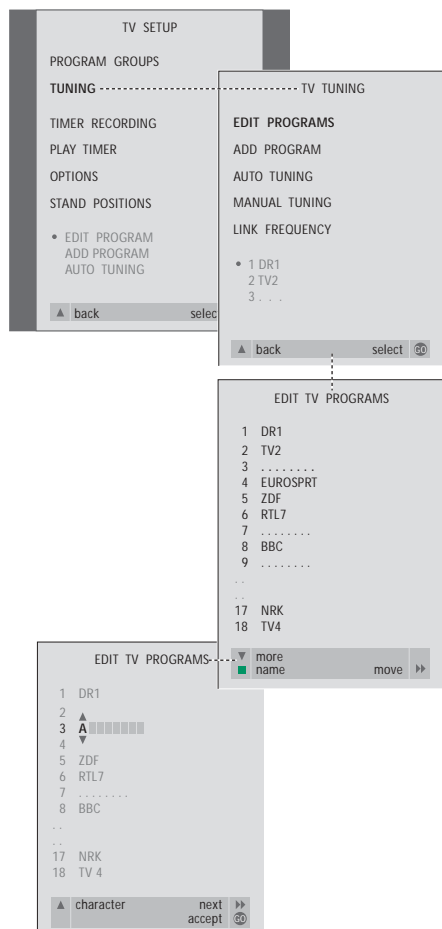 TV SETUP
PROGRAM GROUPS
TUNING
TIMER RECORDING
PLAY TIMER
OPTIONS
STAND POSITIONS
• EDIT PROGRAM
ADD PROGRAM
AUTO TUNING
▲ back selec
TV TUNING
EDIT PROGRAMS
ADD PROGRAM
AUTO TUNING
MANUAL TUNING
LINK FREQUENCY
• 1 DR1
2 TV2
3 . . .
▲ back select GO
EDIT TV PROGRAMS
1 DR1
2 TV2
3 . . . . . . . .
4 EUROSPRT
5 ZDF
6 RTL7
7 . . . . . . . .
8 BBC
9 . . . . . . . .
. .
. .
17 NRK
18 TV4
▼ more
■ name move ▶▶
EDIT TV PROGRAMS
1 DR1
2
3 A
4
5 ZDF
6 RTL7
7 . . . . . . . .
8 BBC
. .
. .
17 NRK
18 TV 4
▲ character next ▶▶
accept GO